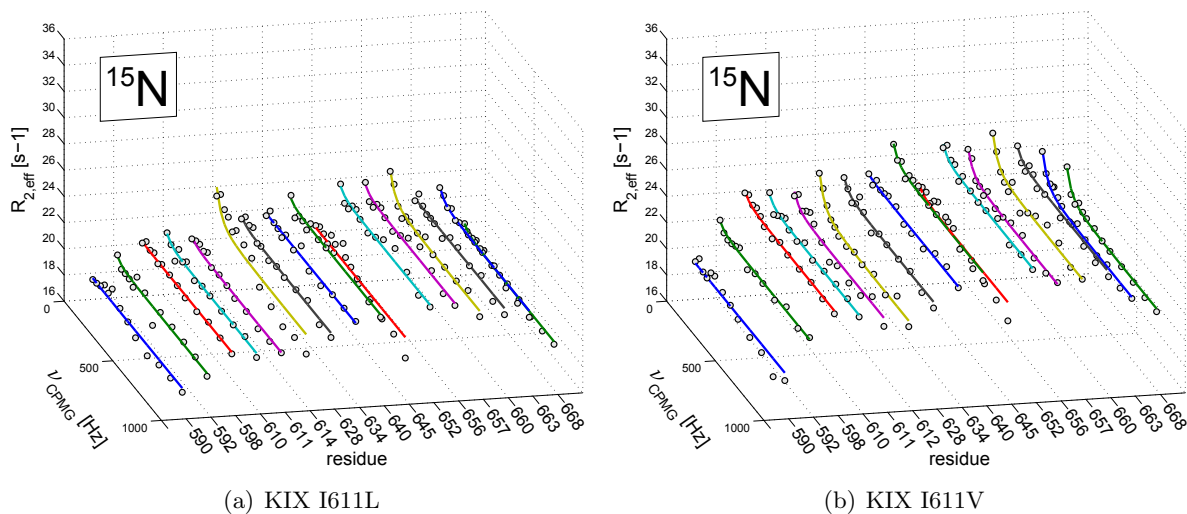 36
34
32
30
28
26
24
22
20
18
16
R2,eff [s−1]
15N
0
500
1000
ν CPMG [Hz]
590 592 598 610 611 614 628 634 640 645 652 656 657 660 663 668
residue
(a) KIX I611L
36
34
32
30
28
26
24
22
20
18
16
R2,eff [s−1]
15N
0
500
1000
ν CPMG [Hz]
590 592 598 610 611 612 628 634 640 645 652 656 657 660 663 668
residue
(b) KIX I611V